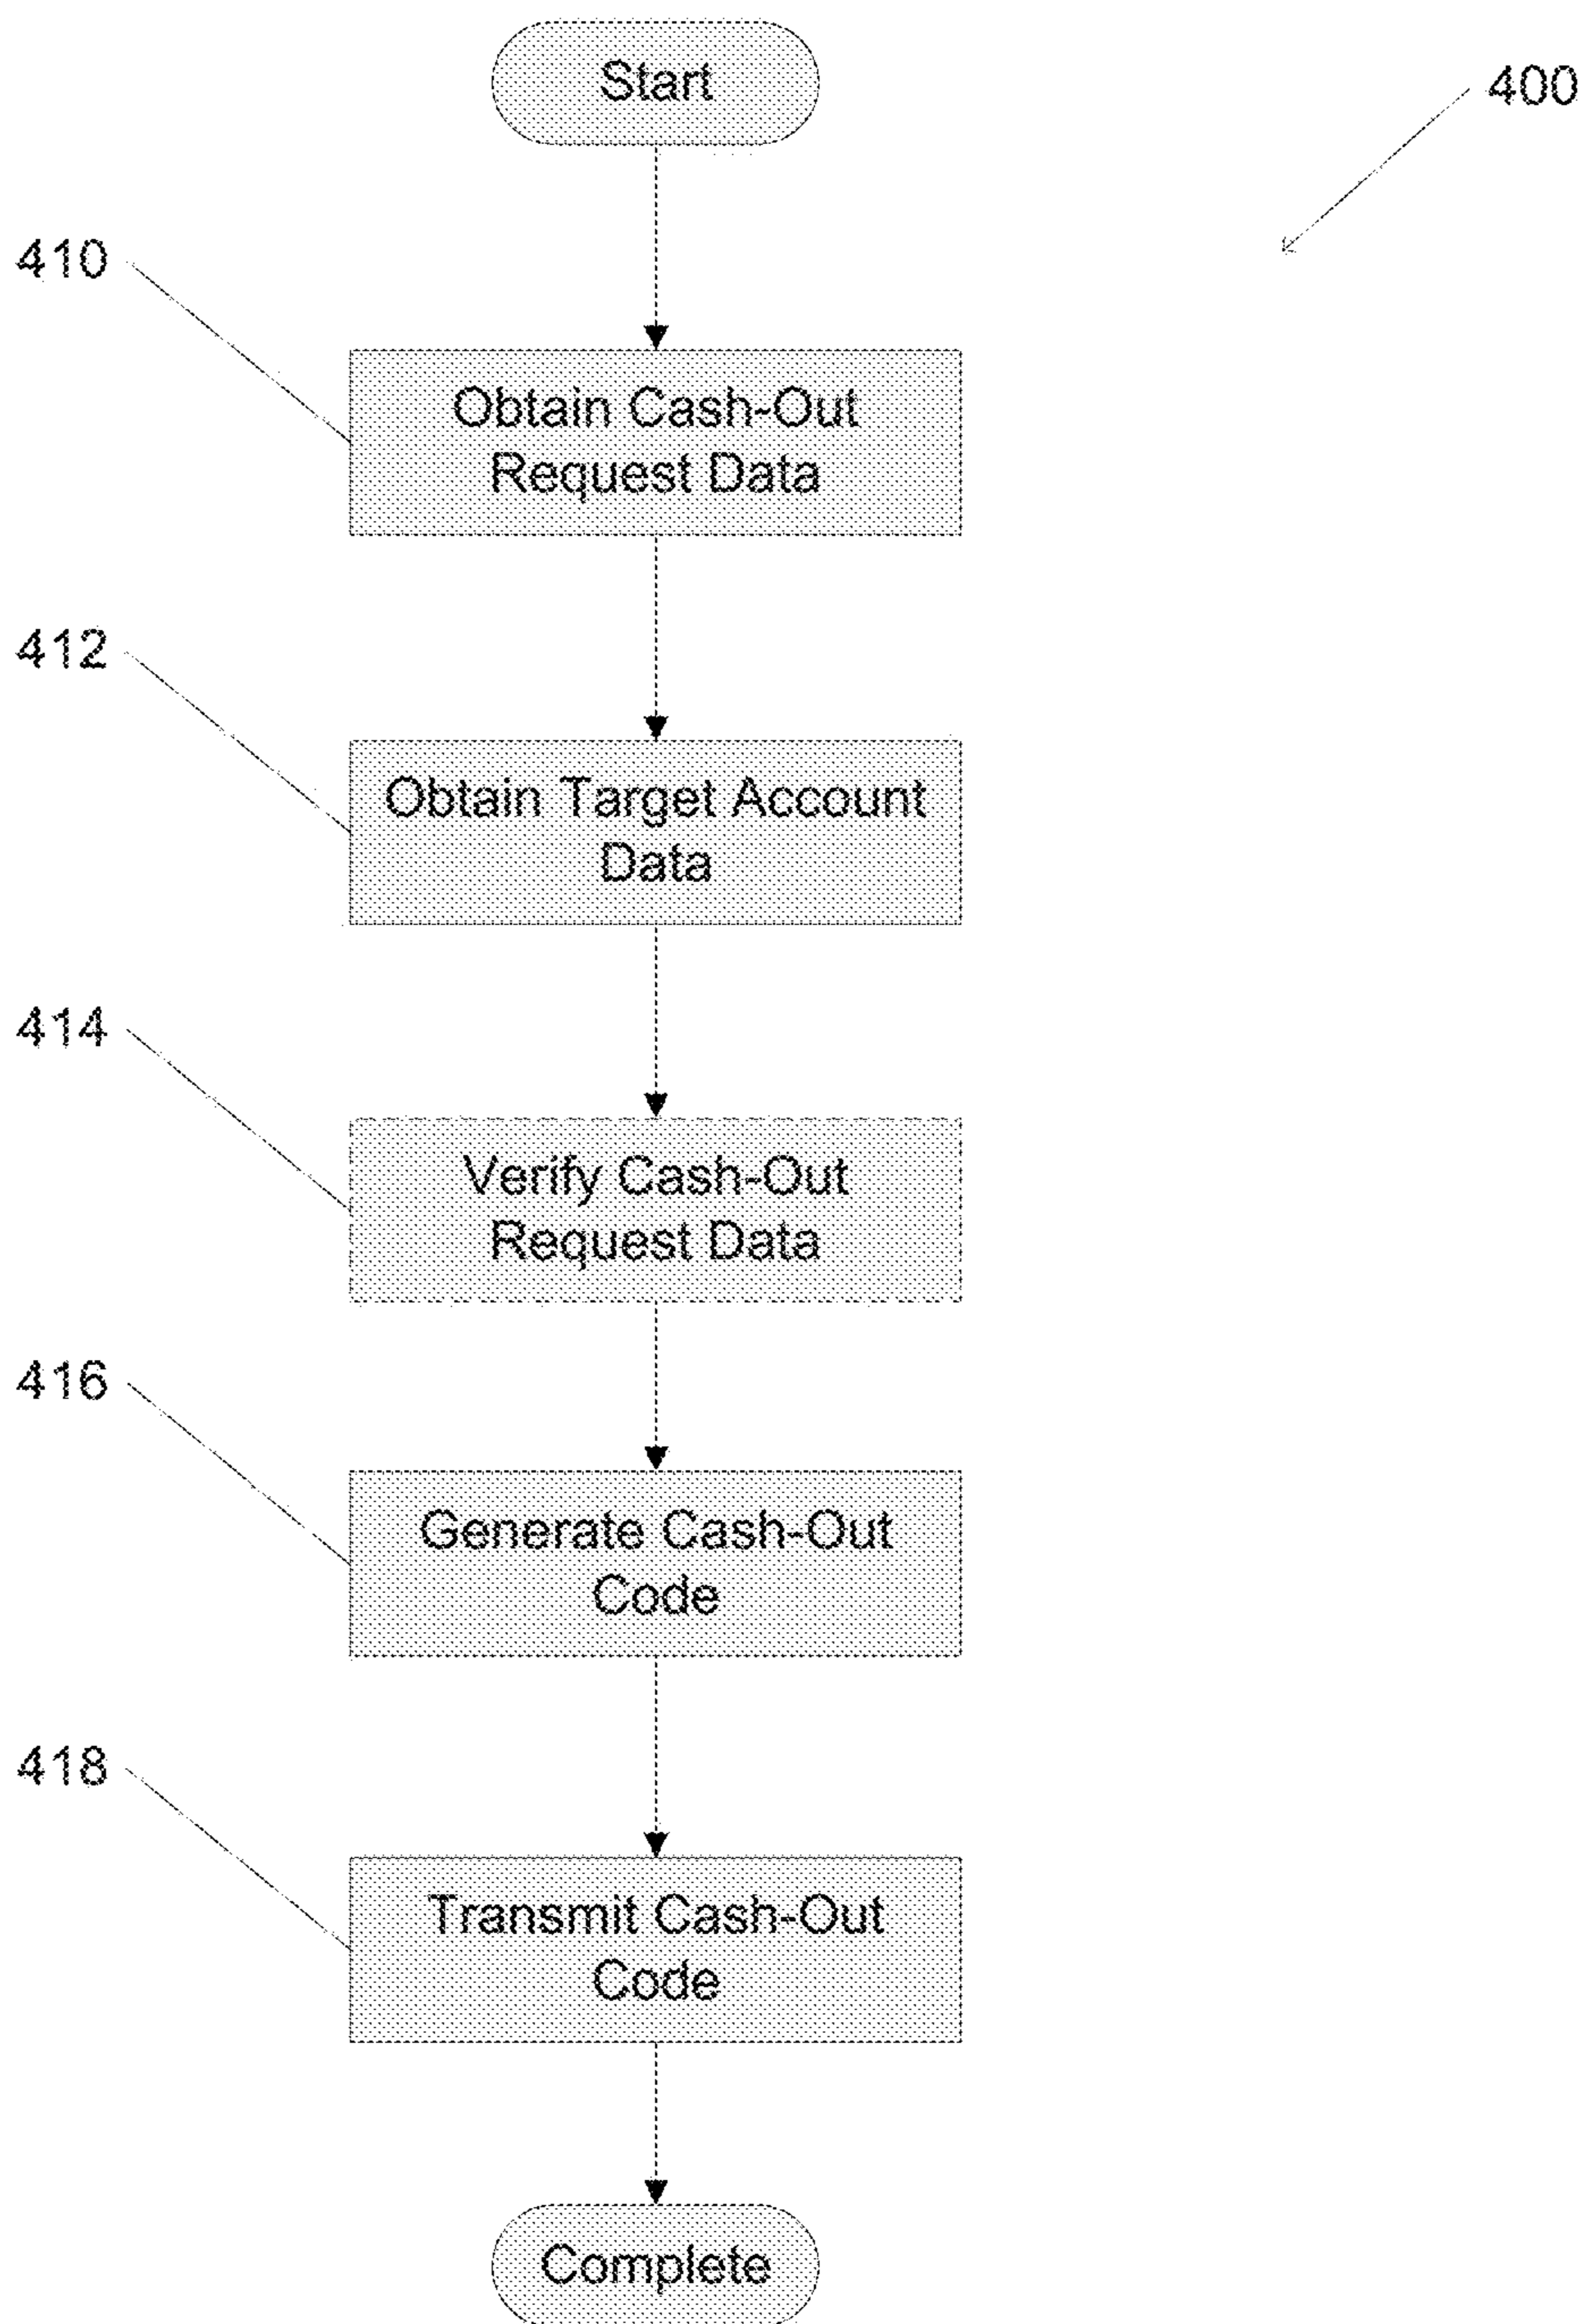 Start
400
410
Obtain Cash-Out
Request Data
412
Obtain Target Account
Data
414
Verify Cash-Out
Request Data
416
Generate Cash-Out
Code
418
Transmit Cash-Out
Code
Complete